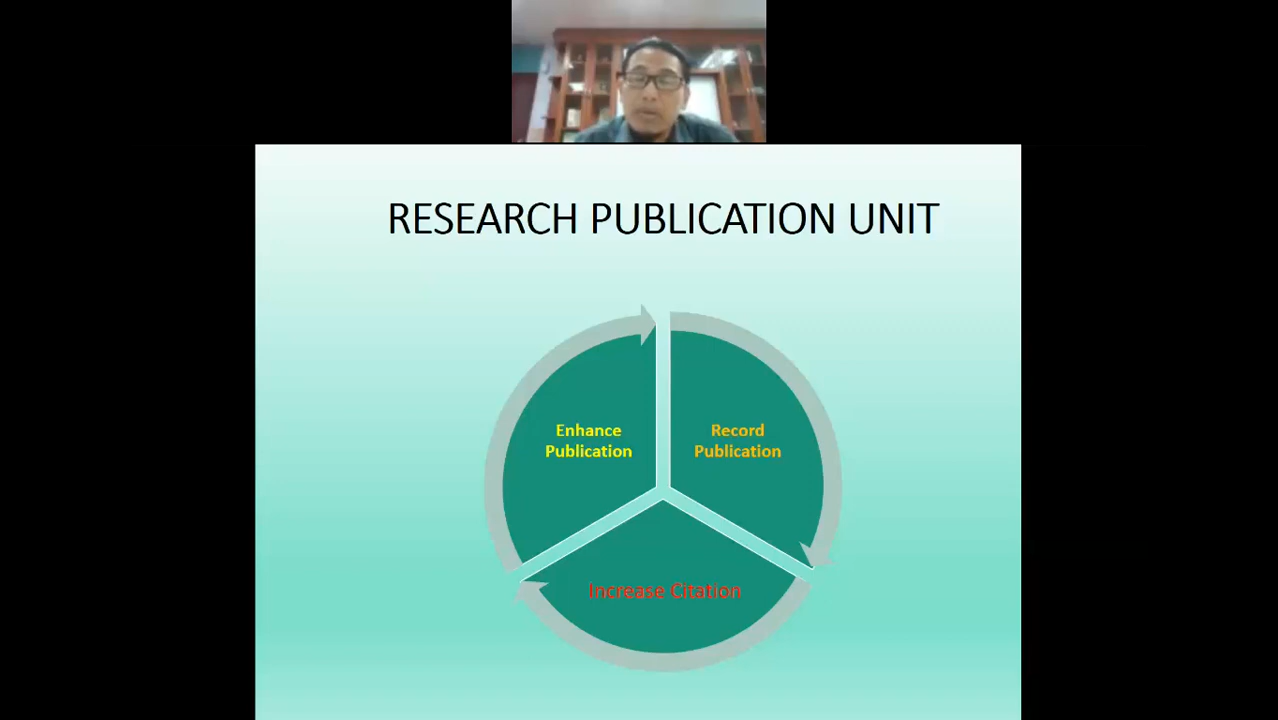 RESEARCH PUBLICATION UNIT
Enhance
Publication
Record
Publication
Increase Citation